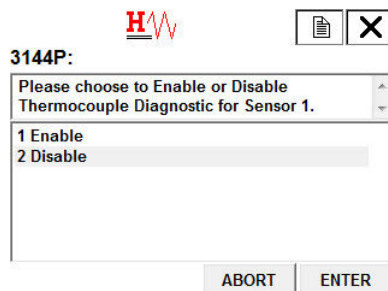 H
3144P:
Please choose to Enable or Disable
Thermocouple Diagnostic for Sensor 1.
1 Enable
2 Disable
ABORT ENTER